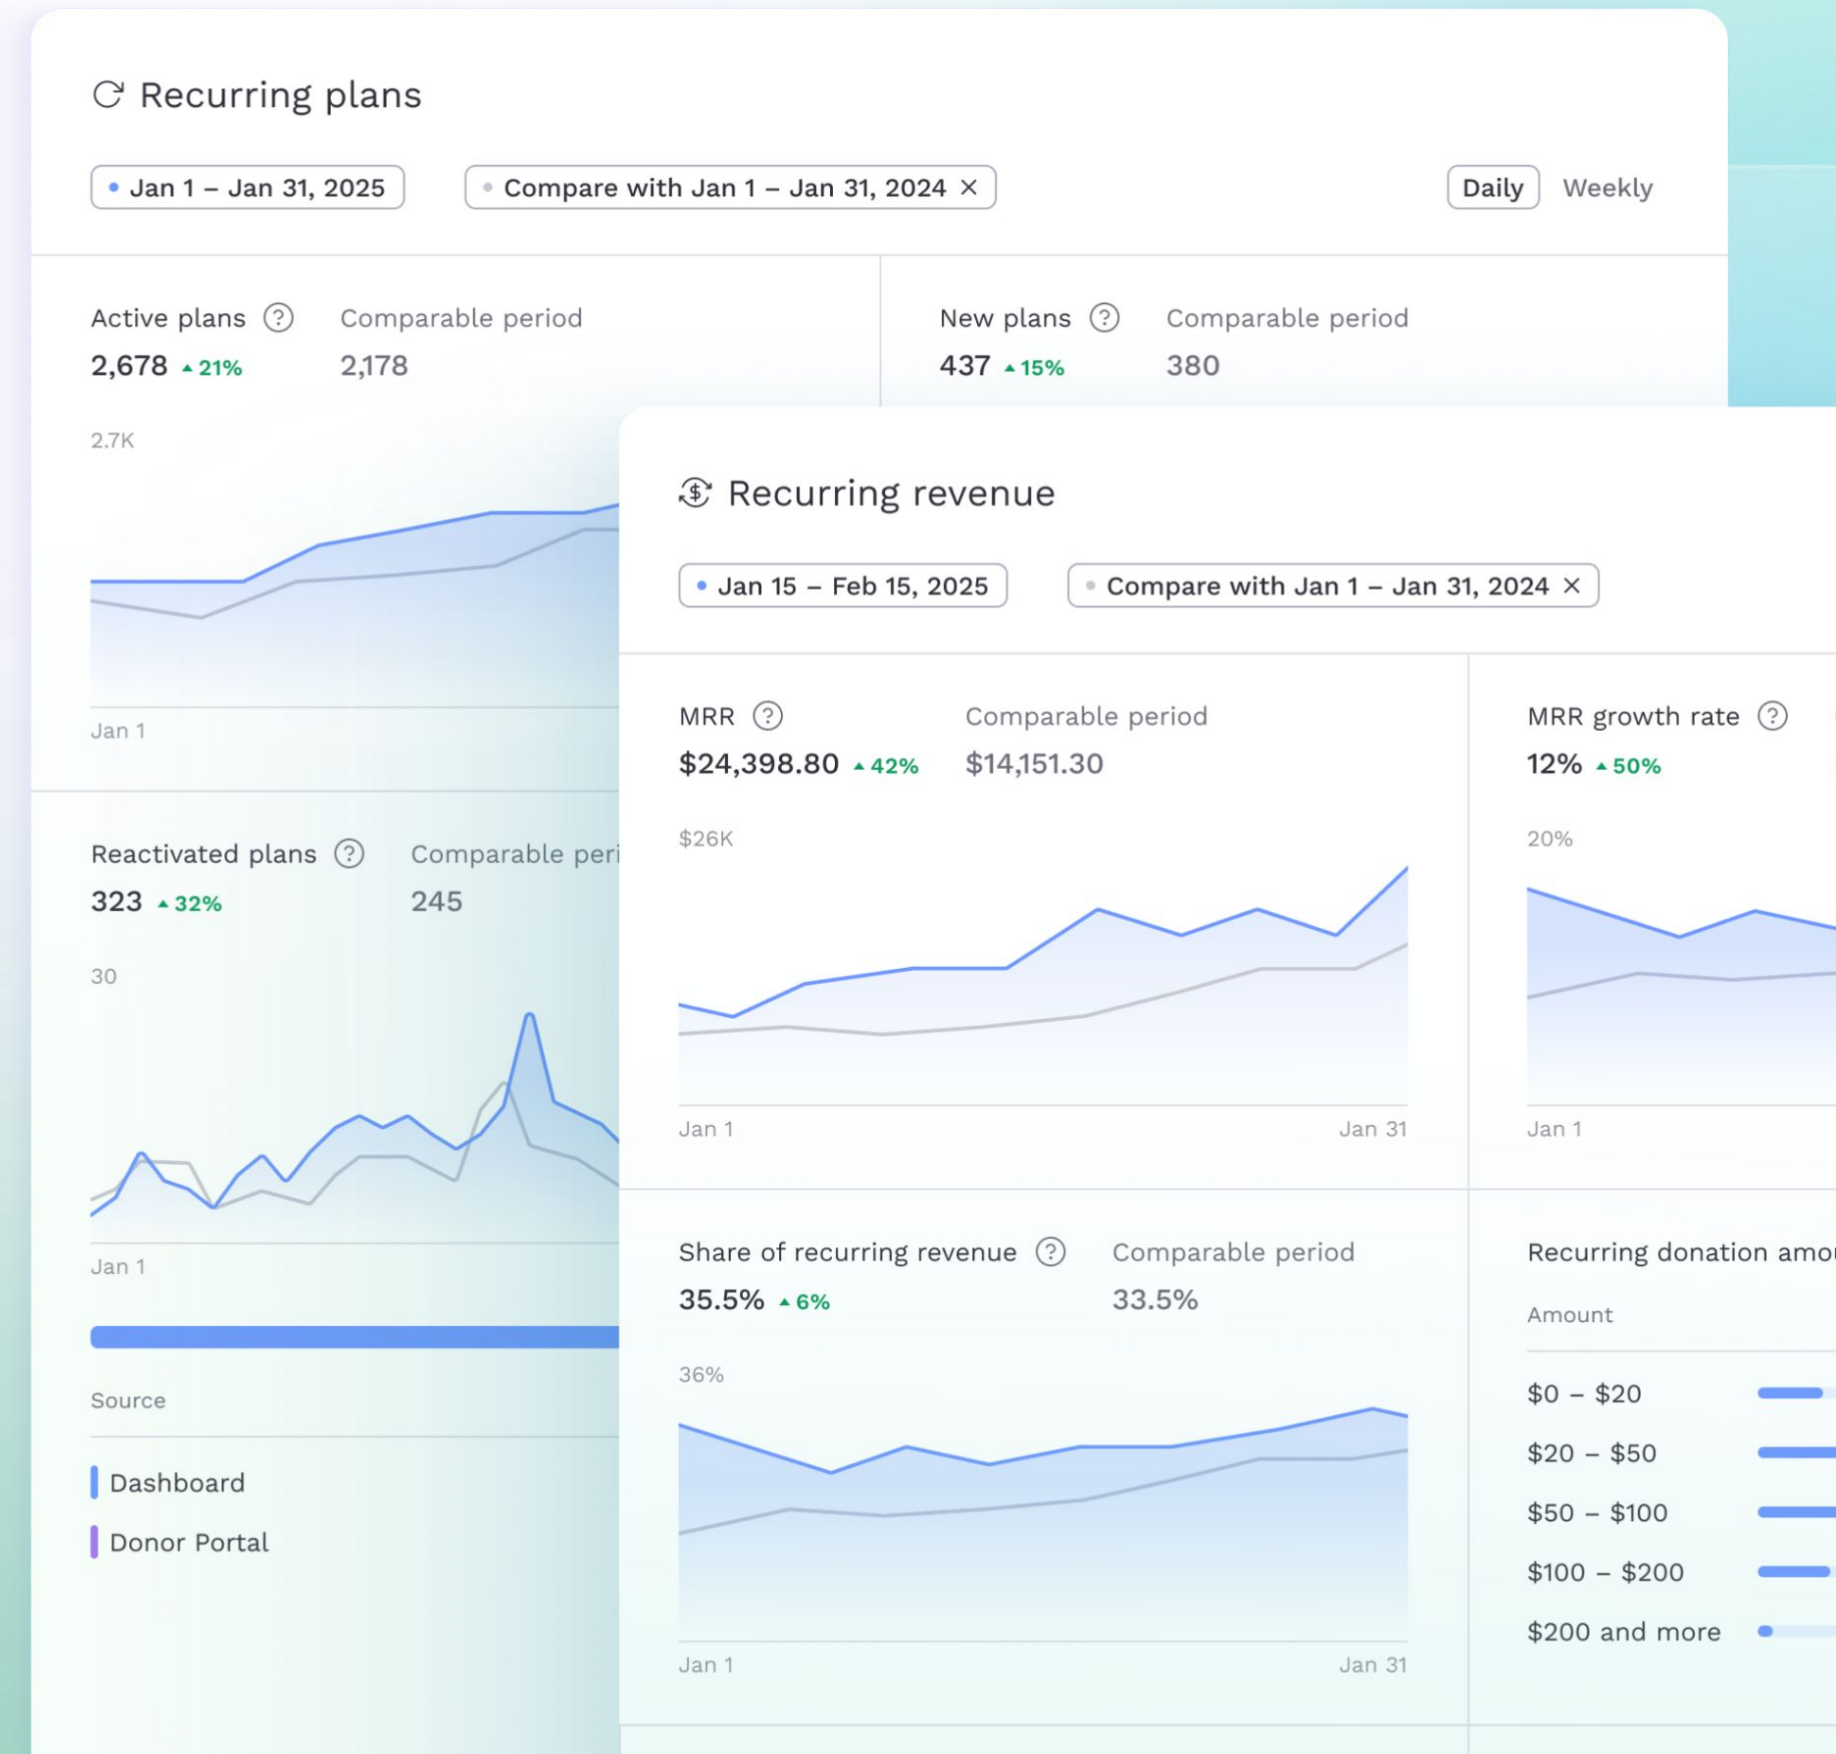 Recurring plans
Jan 1 – Jan 31, 2025
Compare with Jan 1 – Jan 31, 2024 ×
Daily Weekly
Active plans ? Comparable period
2,678 ▲ 21% 2,178
2.7K
Jan 1
New plans ? Comparable period
437 ▲ 15% 380
Reactivated plans ? Comparable peri
323 ▲ 32% 245
30
Jan 1
Source
Dashboard
Donor Portal
Recurring revenue
Jan 15 – Feb 15, 2025
Compare with Jan 1 – Jan 31, 2024 ×
MRR ? Comparable period
$24,398.80 ▲ 42% $14,151.30
$26K
Jan 1 Jan 31
MRR growth rate ?
12% ▲ 50%
20%
Jan 1
Share of recurring revenue ? Comparable period
35.5% ▲ 6% 33.5%
36%
Jan 1 Jan 31
Recurring donation amou
Amount
$0 – $20
$20 – $50
$50 – $100
$100 – $200
$200 and more